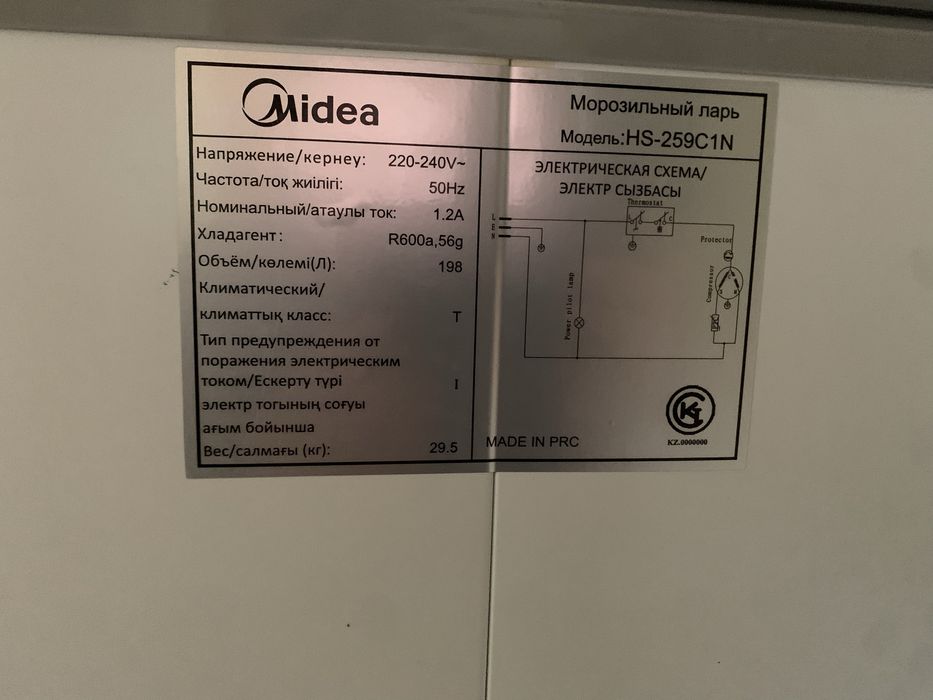 Midea
Морозильный ларь
Модель:HS-259C1N
Напряжение/кернеу: 220-240V~
Частота/тоқ жиілігі: 50Hz
Номинальный/атаулы ток: 1.2A
Хладагент: R600a,56g
Объём/көлемі(Л): 198
Климатический/
климаттық класс: T
Тип предупреждения от
поражения электрическим
током/Ескерту түрі I
электр тогының соғуы
ағым бойынша
Вес/салмағы (кг): 29.5
ЭЛЕКТРИЧЕСКАЯ СХЕМА/
ЭЛЕКТР СЫЗБАСЫ
Thermostat
L C
L
E
N
Protector
Compressor
Power pilot lamp
MADE IN PRC
KZ.0000000